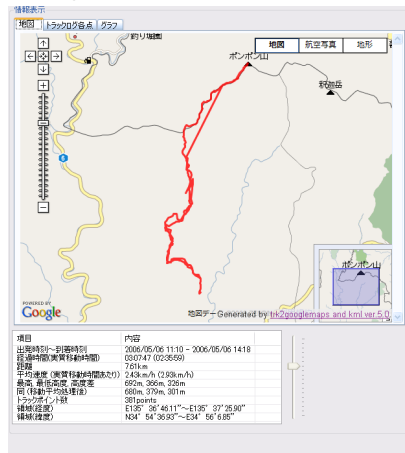 情報表示
地図 トラックログ各点 グラフ
釣り堀園
ポンポン山
地図 航空写真 地形
釈迦岳
6
ポンポン山
POWERED BY
Google
地図データ Generated by trk2googlemaps and kml ver.5.0
項目 内容
出発時刻~到着時刻 2006/05/06 11:10 - 2006/05/06 14:18
経過時間(実質移動時間) 03:07:47 (02:35:59)
距離 7.61km
平均速度 (実質移動時間あたり) 2.43km/h (2.93km/h)
最高, 最低高度, 高度差 692m, 366m, 326m
同 (移動平均処理後) 680m, 379m, 301m
トラックポイント数 381points
領域(経度) E135° 36'46.11"~E135° 37'25.90"
領域(緯度) N34° 54'36.93"~E34° 56'6.85"